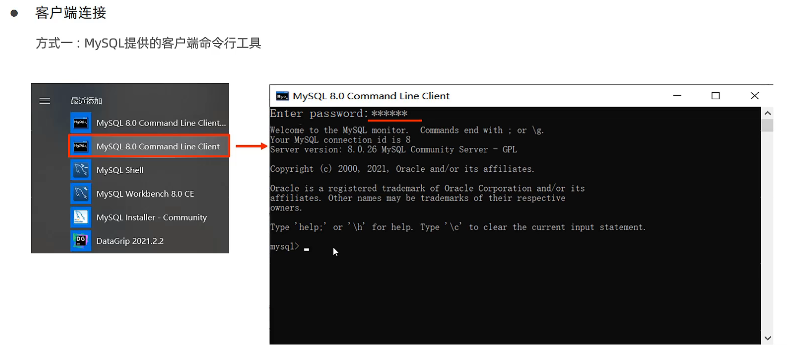 ● 客户端连接
方式一：MySQL提供的客户端命令行工具
最近添加
MySQL 8.0 Command Line Client...
MySQL 8.0 Command Line Client
MySQL Shell
MySQL Workbench 8.0 CE
MySQL Installer - Community
DataGrip 2021.2.2
MySQL 8.0 Command Line Client
Enter password: ******
Welcome to the MySQL monitor.  Commands end with ; or \g.
Your MySQL connection id is 8
Server version: 8.0.26 MySQL Community Server - GPL
Copyright (c) 2000, 2021, Oracle and/or its affiliates.
Oracle is a registered trademark of Oracle Corporation and/or its
affiliates. Other names may be trademarks of their respective
owners.
Type 'help;' or '\h' for help. Type '\c' to clear the current input statement.
mysql>